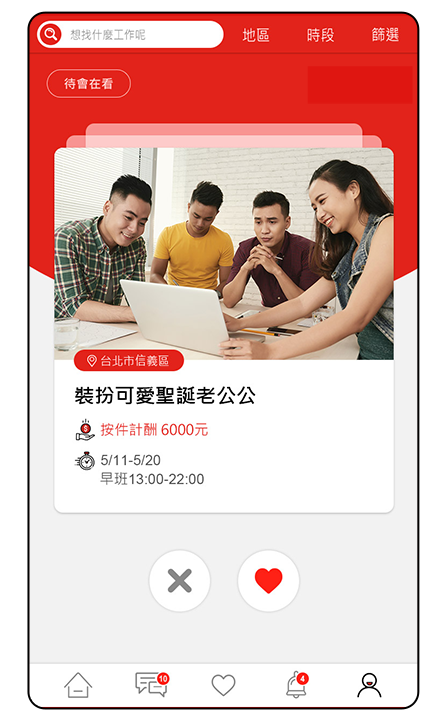 想找什麼工作呢
地區
時段
篩選
待會在看
台北市信義區
裝扮可愛聖誕老公公
按件計酬 6000元
5/11-5/20
早班13:00-22:00
10
4